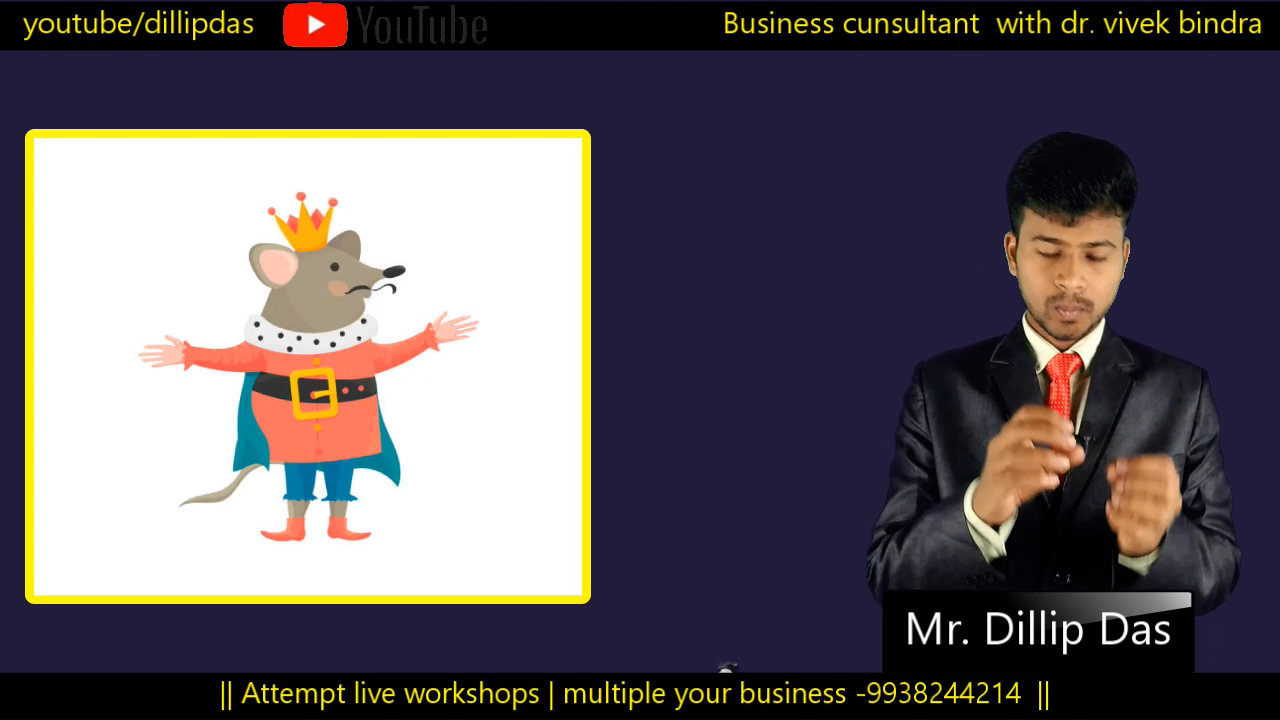 youtube/dillipdas
YouTube
Business cunsultant with dr. vivek bindra
Mr. Dillip Das
|| Attempt live workshops | multiple your business -9938244214 ||